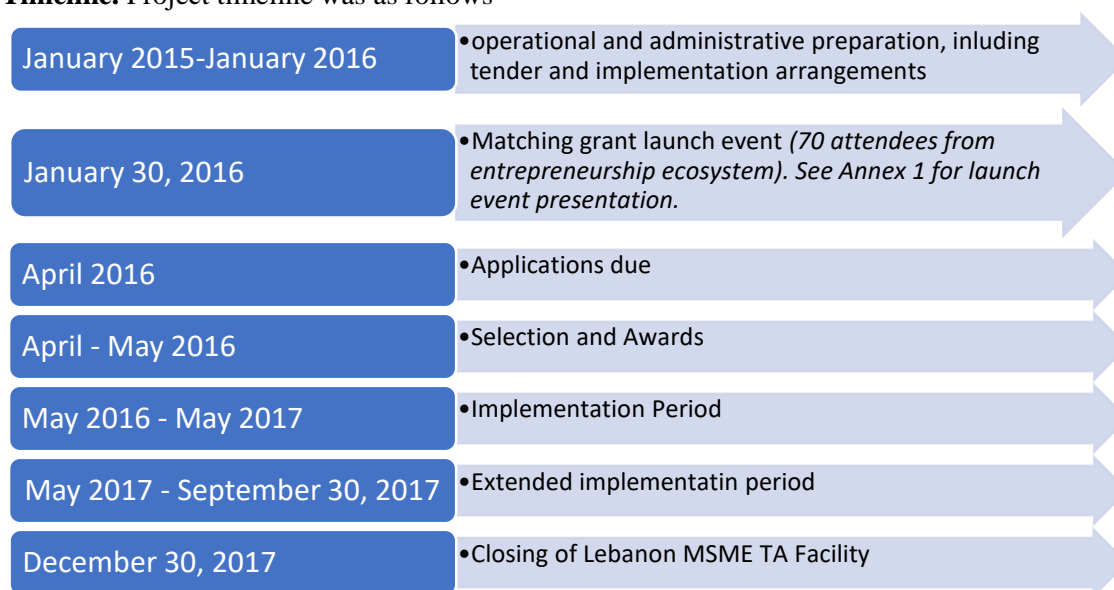 Timeline. Project timeline was as follows
January 2015-January 2016
•operational and administrative preparation, inluding
tender and implementation arrangements
January 30, 2016
•Matching grant launch event (70 attendees from
entrepreneurship ecosystem). See Annex 1 for launch
event presentation.
April 2016
•Applications due
April - May 2016
•Selection and Awards
May 2016 - May 2017
•Implementation Period
May 2017 - September 30, 2017
•Extended implementatin period
December 30, 2017
•Closing of Lebanon MSME TA Facility